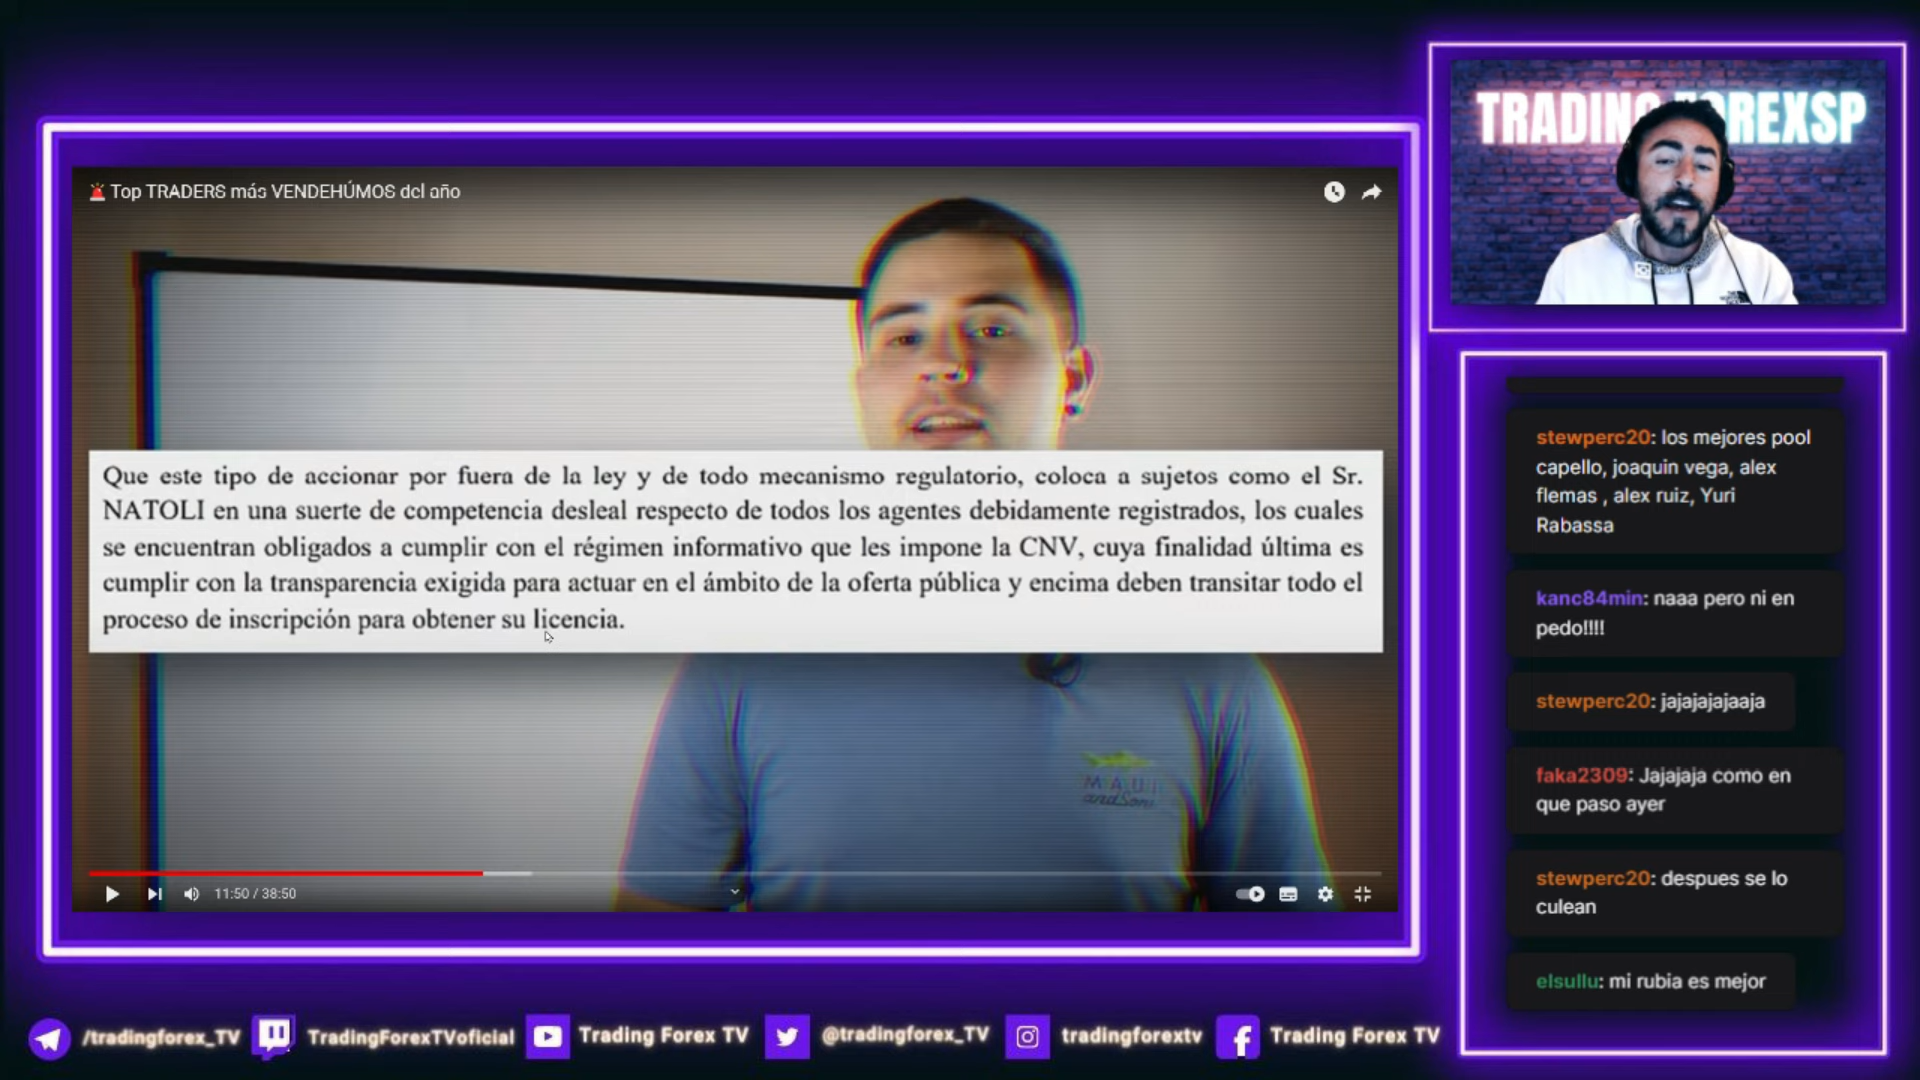 TRADING FOREXSP
🚨 Top TRADERS más VENDEHÚMOS del año
Que este tipo de accionar por fuera de la ley y de todo mecanismo regulatorio, coloca a sujetos como el Sr.
NATOLI en una suerte de competencia desleal respecto de todos los agentes debidamente registrados, los cuales
se encuentran obligados a cumplir con el régimen informativo que les impone la CNV, cuya finalidad última es
cumplir con la transparencia exigida para actuar en el ámbito de la oferta pública y encima deben transitar todo el
proceso de inscripción para obtener su licencia.
MAUI
and Sons
11:50 / 38:50
stewperc20: los mejores pool
capello, joaquin vega, alex
flemas , alex ruiz, Yuri
Rabassa
kanc84min: naaa pero ni en
pedo!!!!
stewperc20: jajajajajaaja
faka2309: Jajajaja como en
que paso ayer
stewperc20: despues se lo
culean
elsullu: mi rubia es mejor
/tradingforex_TV TradingForexTVoficial Trading Forex TV @tradingforex_TV tradingforextv Trading Forex TV